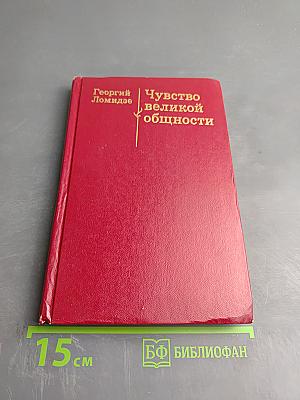 Георгий
Ломидзе
Чувство
великой
общности
15 см
БФ БИБЛИОФАН